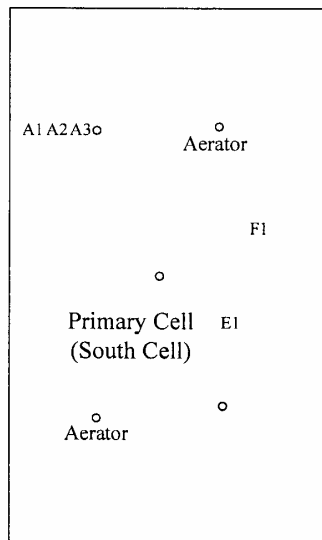 A1 A2 A3
Aerator
F1
Primary Cell
(South Cell)
E1
Aerator